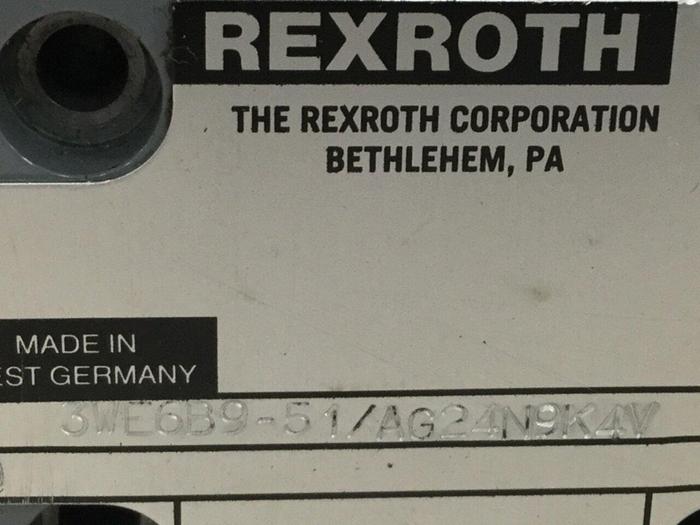 REXROTH
THE REXROTH CORPORATION
BETHLEHEM, PA
MADE IN
EST GERMANY
3WE6B9-51/AG24N9K4V